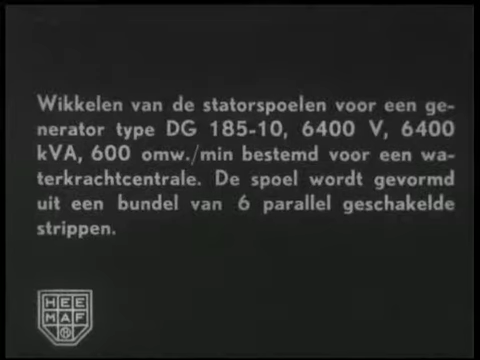 Wikkelen van de statorspoelen voor een ge-
nerator type DG 185-10, 6400 V, 6400
kVA, 600 omw./min bestemd voor een wa-
terkrachtcentrale. De spoel wordt gevormd
uit een bundel van 6 parallel geschakelde
strippen.
HEE
MAF